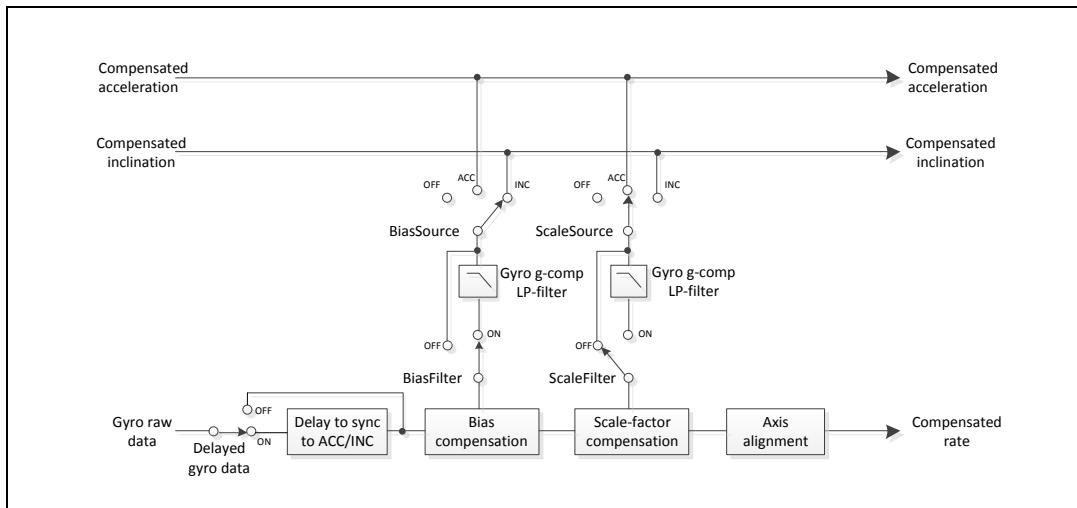 Compensated
acceleration
Compensated
acceleration
Compensated
inclination
Compensated
inclination
OFF
ACC
INC
OFF
ACC
INC
BiasSource
ScaleSource
Gyro g-comp
LP-filter
Gyro g-comp
LP-filter
OFF
ON
OFF
ON
BiasFilter
ScaleFilter
Gyro raw
data
OFF
ON
Delayed
gyro data
Delay to sync
to ACC/INC
Bias
compensation
Scale-factor
compensation
Axis
alignment
Compensated
rate